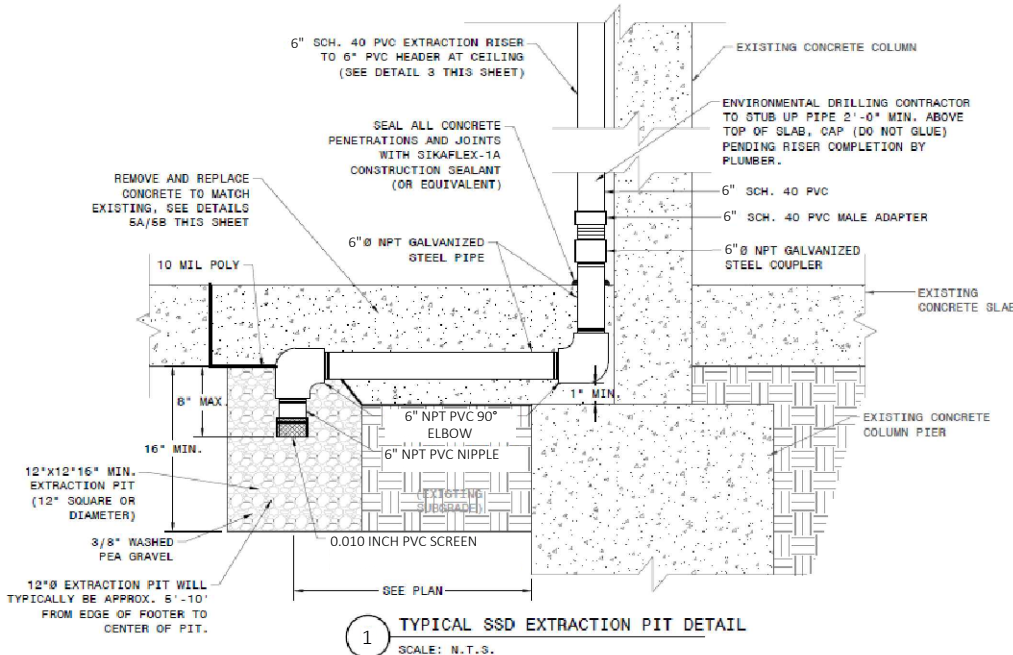 6" SCH. 40 PVC EXTRACTION RISER
TO 6" PVC HEADER AT CEILING
(SEE DETAIL 3 THIS SHEET)
EXISTING CONCRETE COLUMN
ENVIRONMENTAL DRILLING CONTRACTOR
TO STUB UP PIPE 2'-0" MIN. ABOVE
TOP OF SLAB, CAP (DO NOT GLUE)
PENDING RISER COMPLETION BY
PLUMBER.
SEAL ALL CONCRETE
PENETRATIONS AND JOINTS
WITH SIKAFLEX-1A
CONSTRUCTION SEALANT
(OR EQUIVALENT)
REMOVE AND REPLACE
CONCRETE TO MATCH
EXISTING, SEE DETAILS
5A/5B THIS SHEET
6" SCH. 40 PVC
6" SCH. 40 PVC MALE ADAPTER
6"Ø NPT GALVANIZED
STEEL PIPE
6"Ø NPT GALVANIZED
STEEL COUPLER
10 MIL POLY
EXISTING
CONCRETE SLAB
8" MAX
1" MIN.
16" MIN.
6" NPT PVC 90°
ELBOW
6" NPT PVC NIPPLE
EXISTING CONCRETE
COLUMN PIER
12"x12"16" MIN.
EXTRACTION PIT
(12" SQUARE OR
DIAMETER)
(EXISTING
SUBGRADE)
3/8" WASHED
PEA GRAVEL
0.010 INCH PVC SCREEN
12"Ø EXTRACTION PIT WILL
TYPICALLY BE APPROX. 5'-10'
FROM EDGE OF FOOTER TO
CENTER OF PIT.
SEE PLAN
1 TYPICAL SSD EXTRACTION PIT DETAIL
SCALE: N.T.S.